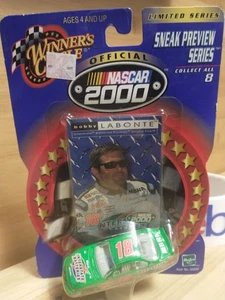 AGES 4 AND UP
LIMITED SERIES
WINNER'S
CIRCLE
OFFICIAL
NASCAR
2000
SNEAK PREVIEW
SERIES
COLLECT ALL
8
BOBBY LABONTE
18
Hasbro